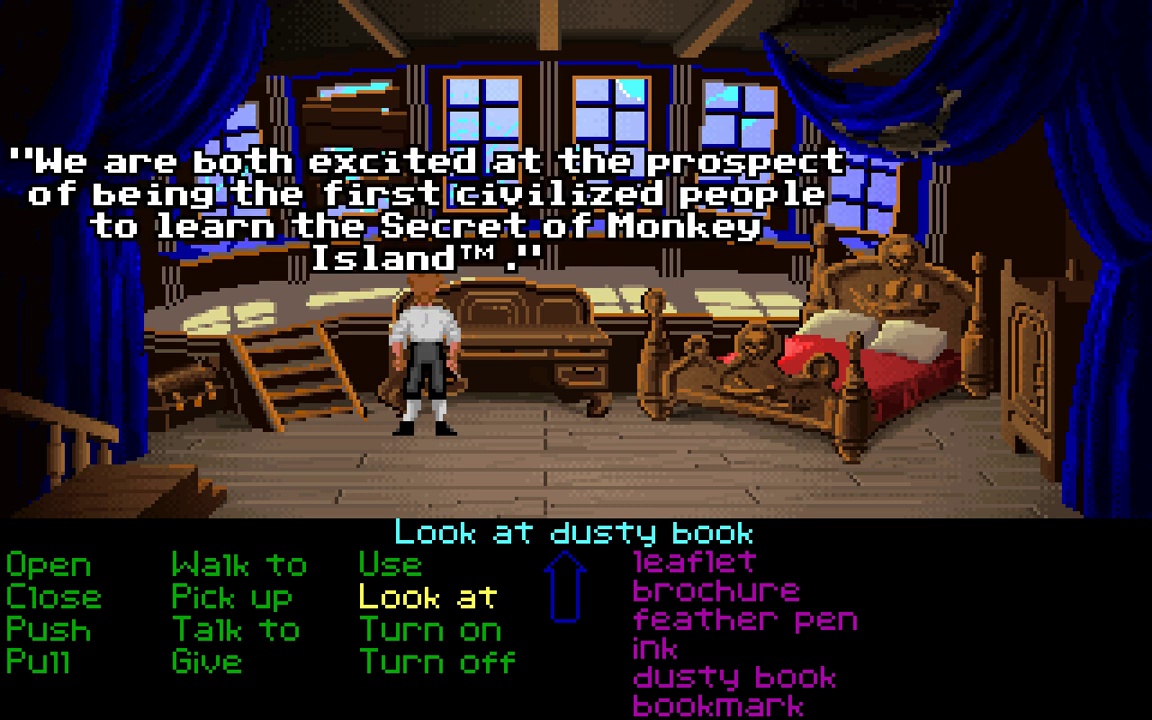 "We are both excited at the prospect
of being the first civilized people
to learn the Secret of Monkey
Island™."
Look at dusty book
Open
Close
Push
Pull
Walk to
Pick up
Talk to
Give
Use
Look at
Turn on
Turn off
leaflet
brochure
feather pen
ink
dusty book
bookmark